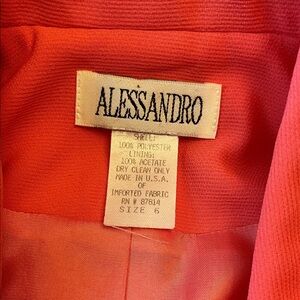 ALESSANDRO
SHELL:
100% POLYESTER
LINING:
100% ACETATE
DRY CLEAN ONLY
MADE IN U.S.A.
OF
IMPORTED FABRIC
RN # 87814
SIZE 6